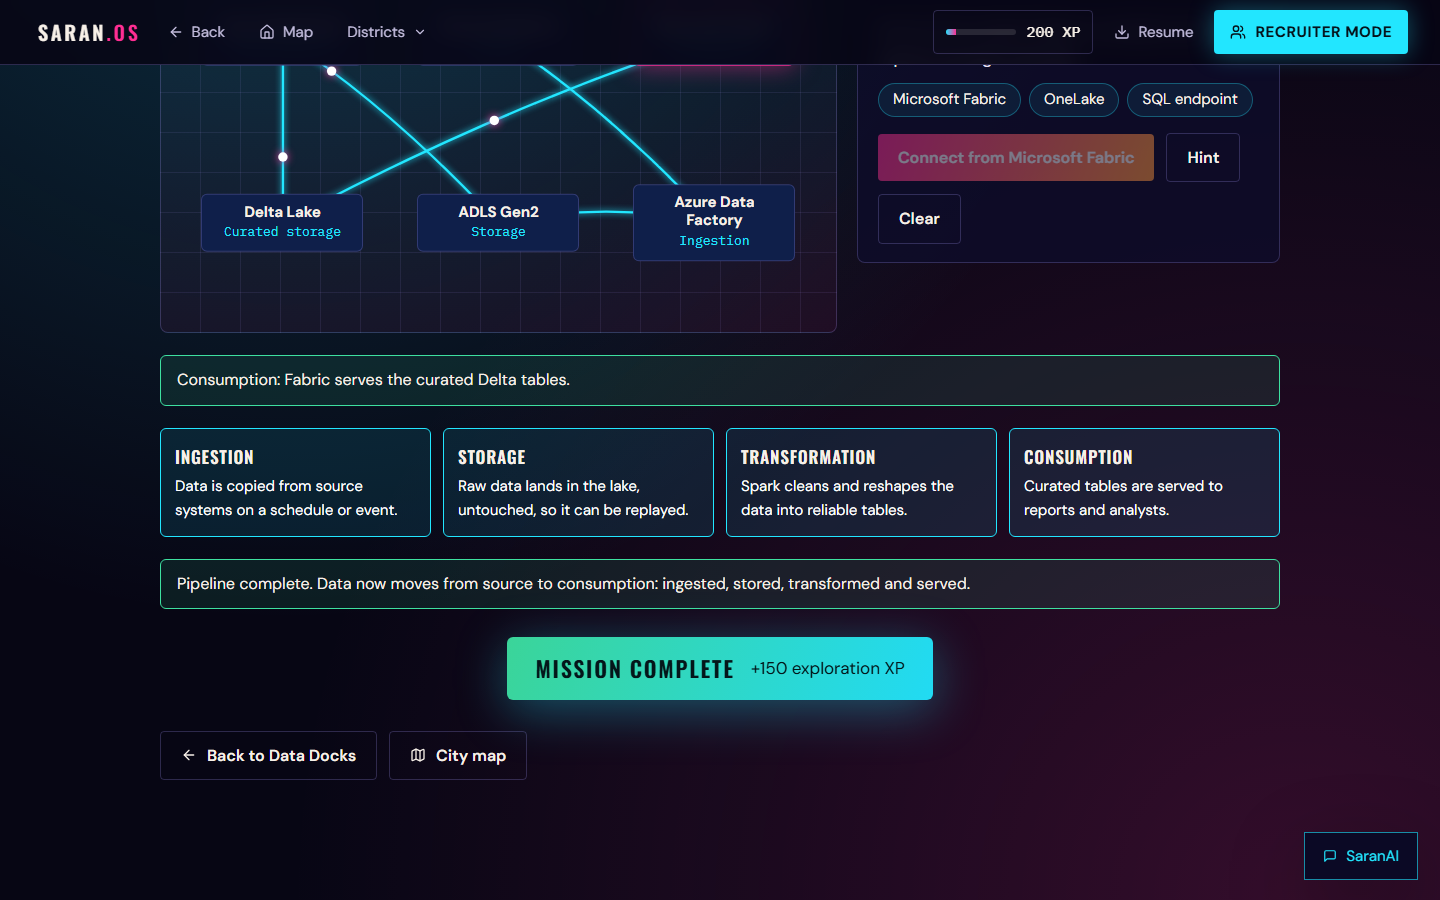 SARAN.OS
Back
Map
Districts
200 XP
Resume
RECRUITER MODE
Microsoft Fabric
OneLake
SQL endpoint
Connect from Microsoft Fabric
Hint
Clear
Delta Lake
Curated storage
ADLS Gen2
Storage
Azure Data
Factory
Ingestion
Consumption: Fabric serves the curated Delta tables.
INGESTION
Data is copied from source
systems on a schedule or event.
STORAGE
Raw data lands in the lake,
untouched, so it can be replayed.
TRANSFORMATION
Spark cleans and reshapes the
data into reliable tables.
CONSUMPTION
Curated tables are served to
reports and analysts.
Pipeline complete. Data now moves from source to consumption: ingested, stored, transformed and served.
MISSION COMPLETE +150 exploration XP
Back to Data Docks
City map
SaranAI